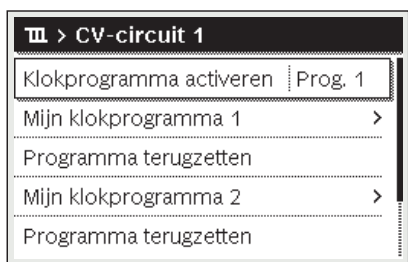 > CV-circuit 1
Klokprogramma activeren Prog. 1
Mijn klokprogramma 1 >
Programma terugzetten
Mijn klokprogramma 2 >
Programma terugzetten